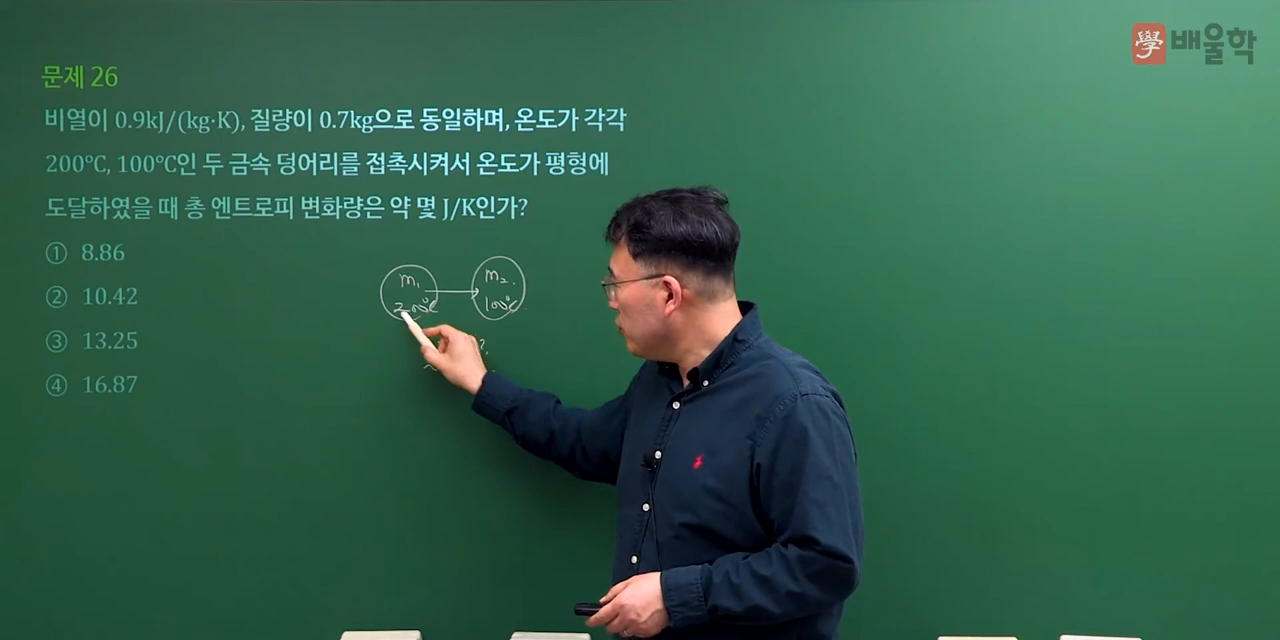 學 배울학
문제 26
비열이 0.9kJ/(kg·K), 질량이 0.7kg으로 동일하며, 온도가 각각
200℃, 100℃인 두 금속 덩어리를 접촉시켜서 온도가 평형에
도달하였을 때 총 엔트로피 변화량은 약 몇 J/K인가?
① 8.86
② 10.42
③ 13.25
④ 16.87
m₁ m₂
200℃ 100℃
?